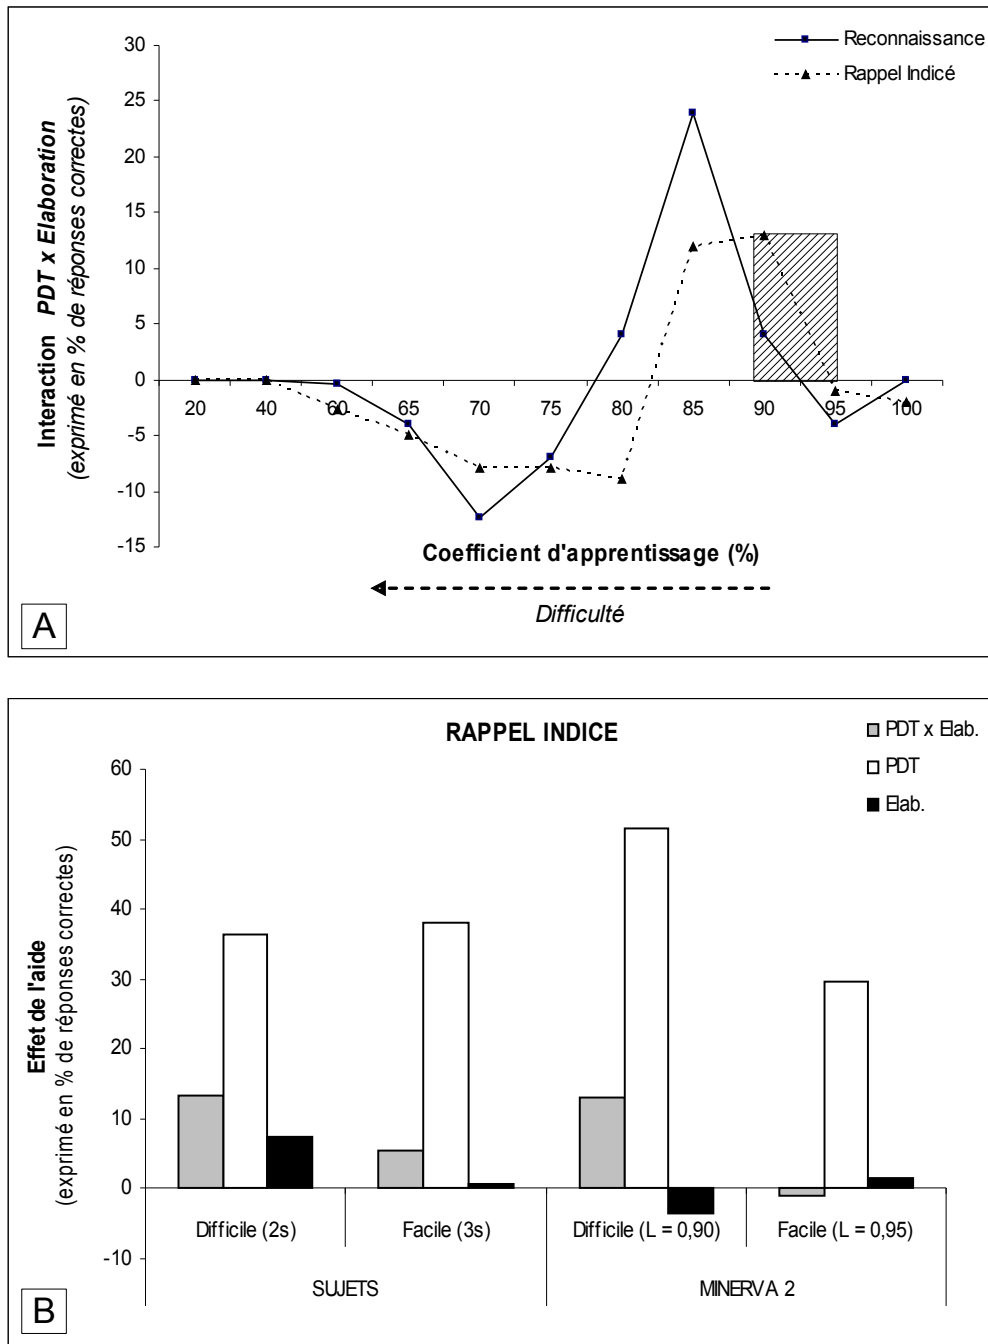 Reconnaissance
Rappel Indicé
Interaction PDT x Elaboration
(exprimé en % de réponses correctes)
30
25
20
15
10
5
0
-5
-10
-15
20 40 60 65 70 75 80 85 90 95 100
Coefficient d'apprentissage (%)
Difficulté
A
RAPPEL INDICE
PDT x Elab.
PDT
Elab.
Effet de l'aide
(exprimé en % de réponses correctes)
60
50
40
30
20
10
0
-10
Difficile (2s) Facile (3s) Difficile (L = 0,90) Facile (L = 0,95)
SUJETS MINERVA 2
B